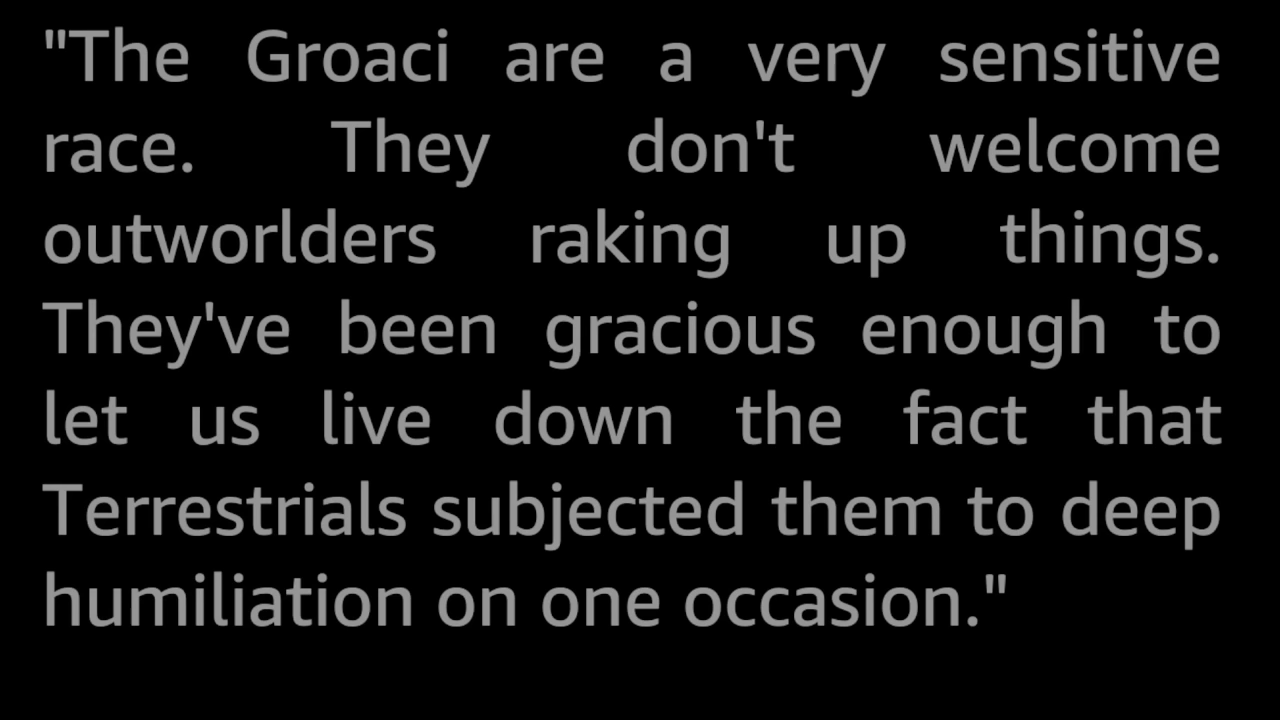 "The Groaci are a very sensitive
race. They don't welcome
outworlders raking up things.
They've been gracious enough to
let us live down the fact that
Terrestrials subjected them to deep
humiliation on one occasion."